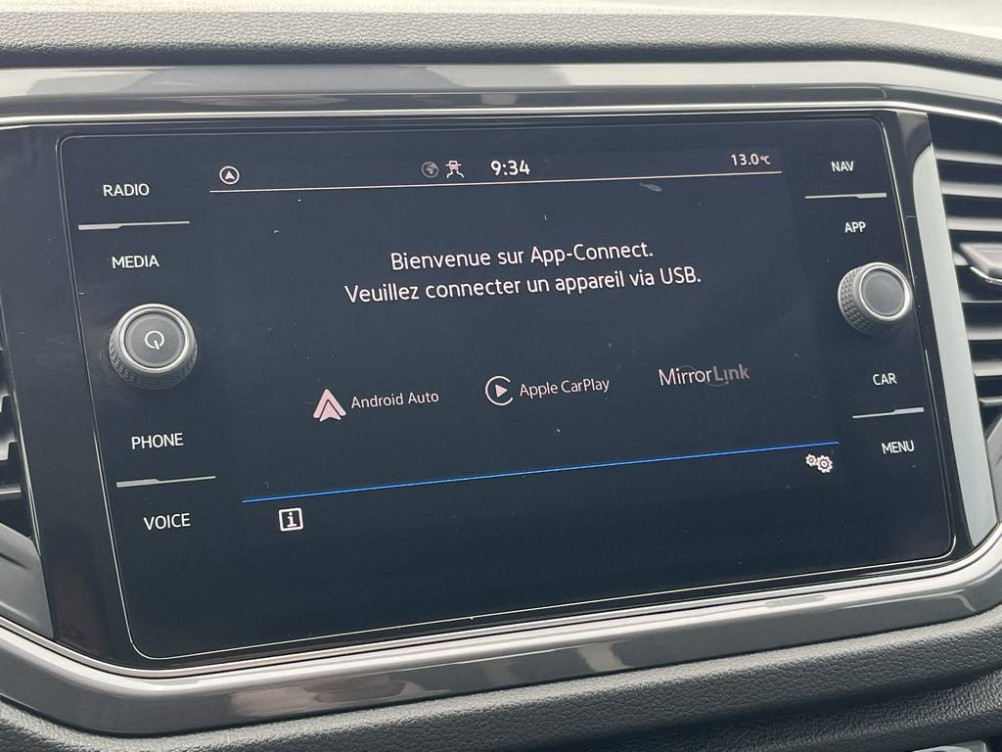 RADIO
MEDIA
PHONE
VOICE
9:34
13.0°C
Bienvenue sur App-Connect.
Veuillez connecter un appareil via USB.
Android Auto
Apple CarPlay
MirrorLink
i
NAV
APP
CAR
MENU